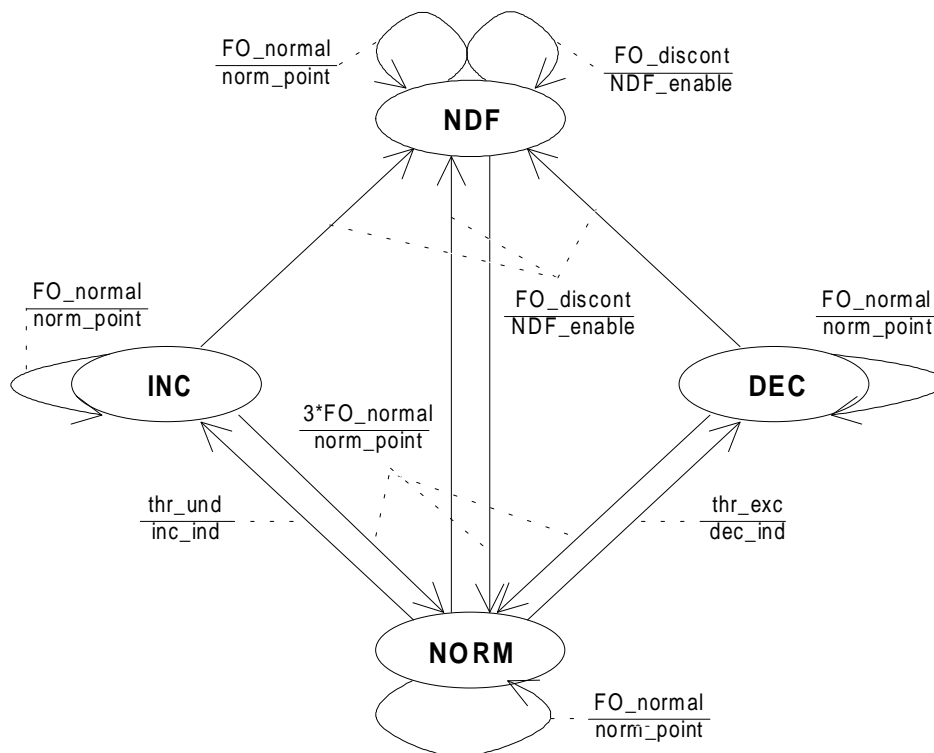 FO_normal
norm_point
FO_discont
NDF_enable
NDF
FO_normal
norm_point
FO_discont
NDF_enable
FO_normal
norm_point
INC
DEC
3*FO_normal
norm_point
thr_und
inc_ind
thr_exc
dec_ind
NORM
FO_normal
norm_point